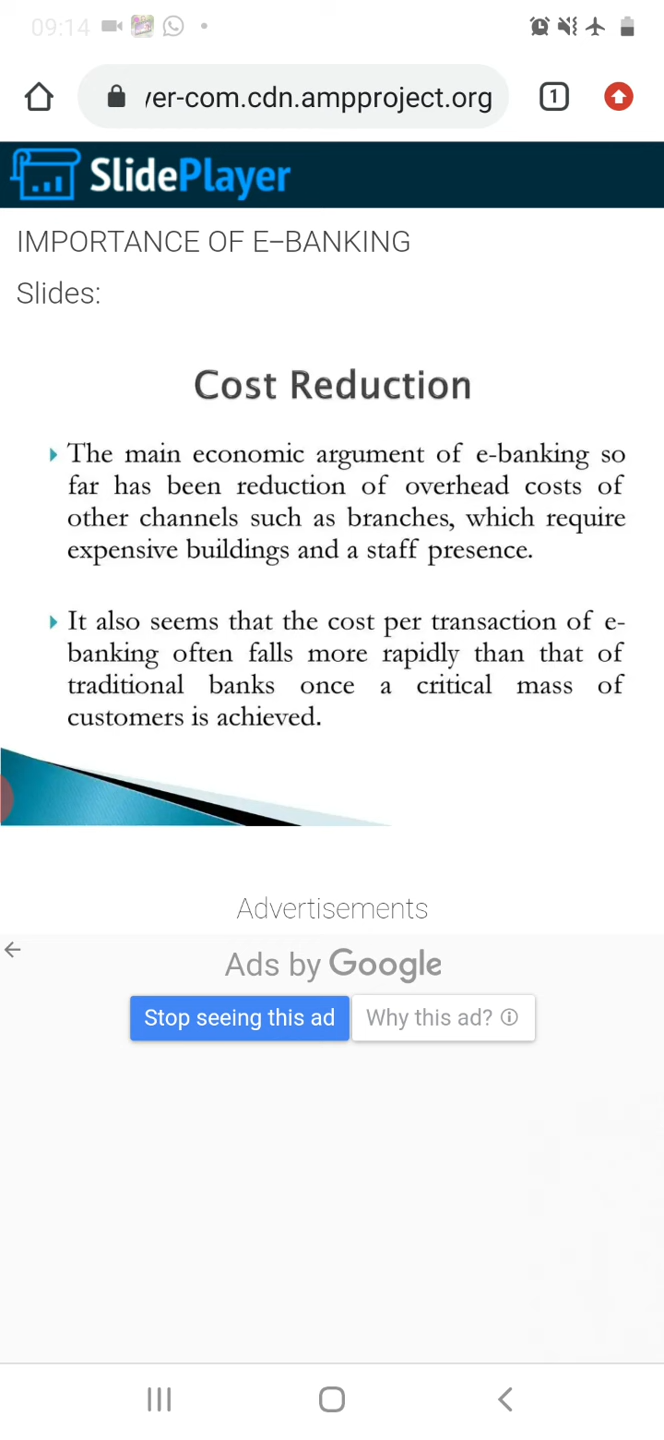 09:14
/er-com.cdn.ampproject.org
1
SlidePlayer
IMPORTANCE OF E-BANKING
Slides:
Cost Reduction
The main economic argument of e-banking so
far has been reduction of overhead costs of
other channels such as branches, which require
expensive buildings and a staff presence.
It also seems that the cost per transaction of e-
banking often falls more rapidly than that of
traditional banks once a critical mass of
customers is achieved.
Advertisements
Ads by Google
Stop seeing this ad
Why this ad?